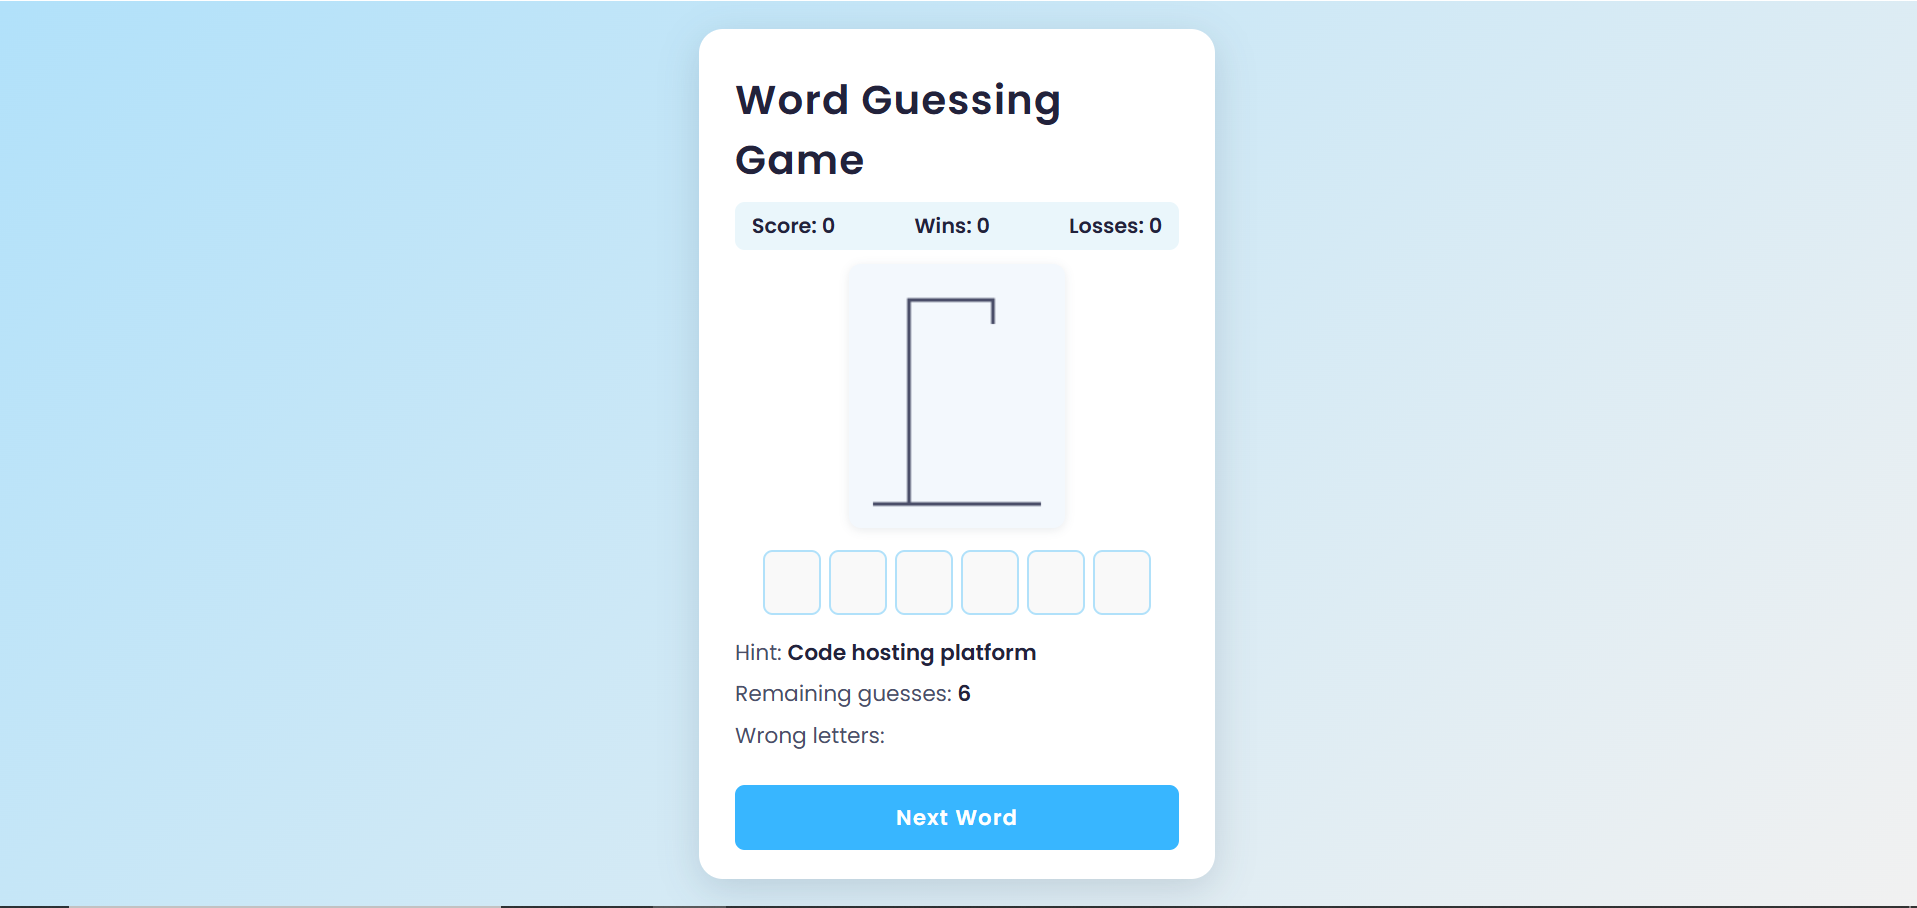 Word Guessing
Game
Score: 0 Wins: 0 Losses: 0
Hint: Code hosting platform
Remaining guesses: 6
Wrong letters:
Next Word